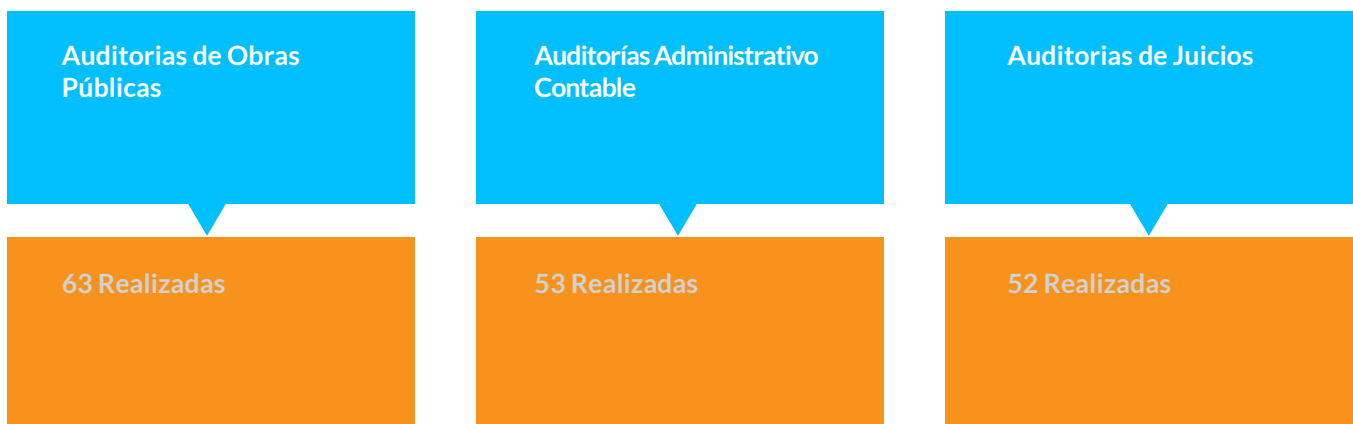 Auditorias de Obras
Públicas
63 Realizadas
Auditorías Administrativo
Contable
53 Realizadas
Auditorias de Juicios
52 Realizadas